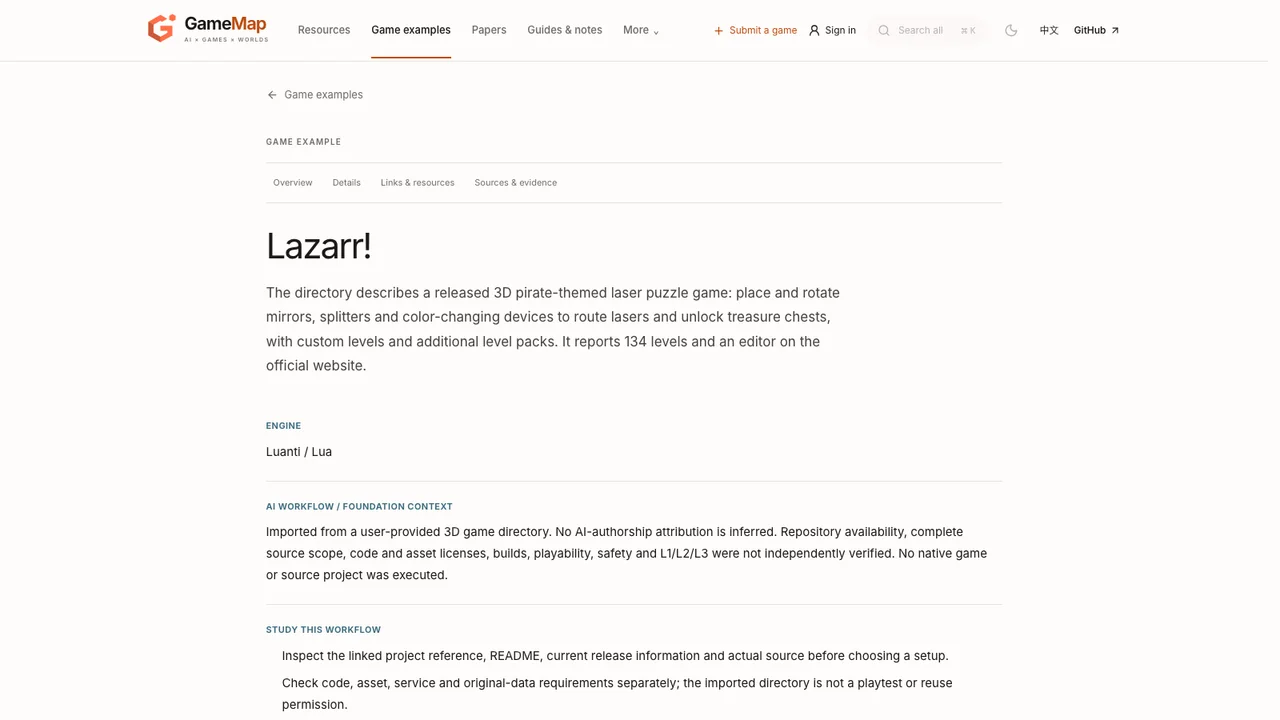 GameMap
AI × GAMES × WORLDS
Resources
Game examples
Papers
Guides & notes
More
Submit a game
Sign in
Search all
⌘ K
中文
GitHub
Game examples
GAME EXAMPLE
Overview
Details
Links & resources
Sources & evidence
Lazarr!
The directory describes a released 3D pirate-themed laser puzzle game: place and rotate
mirrors, splitters and color-changing devices to route lasers and unlock treasure chests,
with custom levels and additional level packs. It reports 134 levels and an editor on the
official website.
ENGINE
Luanti / Lua
AI WORKFLOW / FOUNDATION CONTEXT
Imported from a user-provided 3D game directory. No AI-authorship attribution is inferred. Repository availability, complete
source scope, code and asset licenses, builds, playability, safety and L1/L2/L3 were not independently verified. No native game
or source project was executed.
STUDY THIS WORKFLOW
Inspect the linked project reference, README, current release information and actual source before choosing a setup.
Check code, asset, service and original-data requirements separately; the imported directory is not a playtest or reuse
permission.